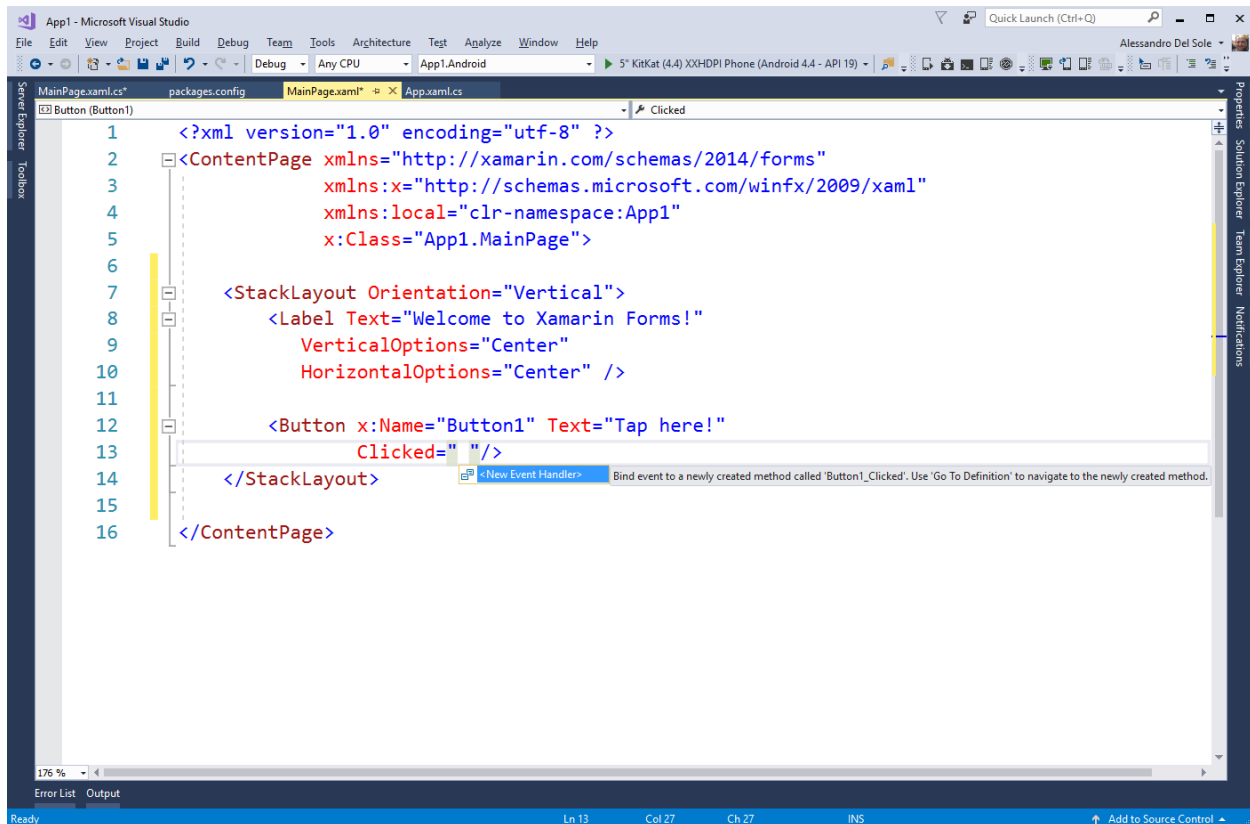 App1 - Microsoft Visual Studio
Quick Launch (Ctrl+Q)
File Edit View Project Build Debug Team Tools Architecture Test Analyze Window Help
Alessandro Del Sole
Debug Any CPU App1.Android 5" KitKat (4.4) XXHDPI Phone (Android 4.4 - API 19)
Server Explorer
Toolbox
MainPage.xaml.cs* packages.config MainPage.xaml* App.xaml.cs
Button (Button1) Clicked
1 <?xml version="1.0" encoding="utf-8" ?>
2 <ContentPage xmlns="http://xamarin.com/schemas/2014/forms"
3 xmlns:x="http://schemas.microsoft.com/winfx/2009/xaml"
4 xmlns:local="clr-namespace:App1"
5 x:Class="App1.MainPage">
6
7 <StackLayout Orientation="Vertical">
8 <Label Text="Welcome to Xamarin Forms!"
9 VerticalOptions="Center"
10 HorizontalOptions="Center" />
11
12 <Button x:Name="Button1" Text="Tap here!"
13 Clicked=" "/>
<New Event Handler> Bind event to a newly created method called 'Button1_Clicked'. Use 'Go To Definition' to navigate to the newly created method.
14 </StackLayout>
15
16 </ContentPage>
Properties
Solution Explorer
Team Explorer
Notifications
176 %
Error List Output
Ready Ln 13 Col 27 Ch 27 INS Add to Source Control